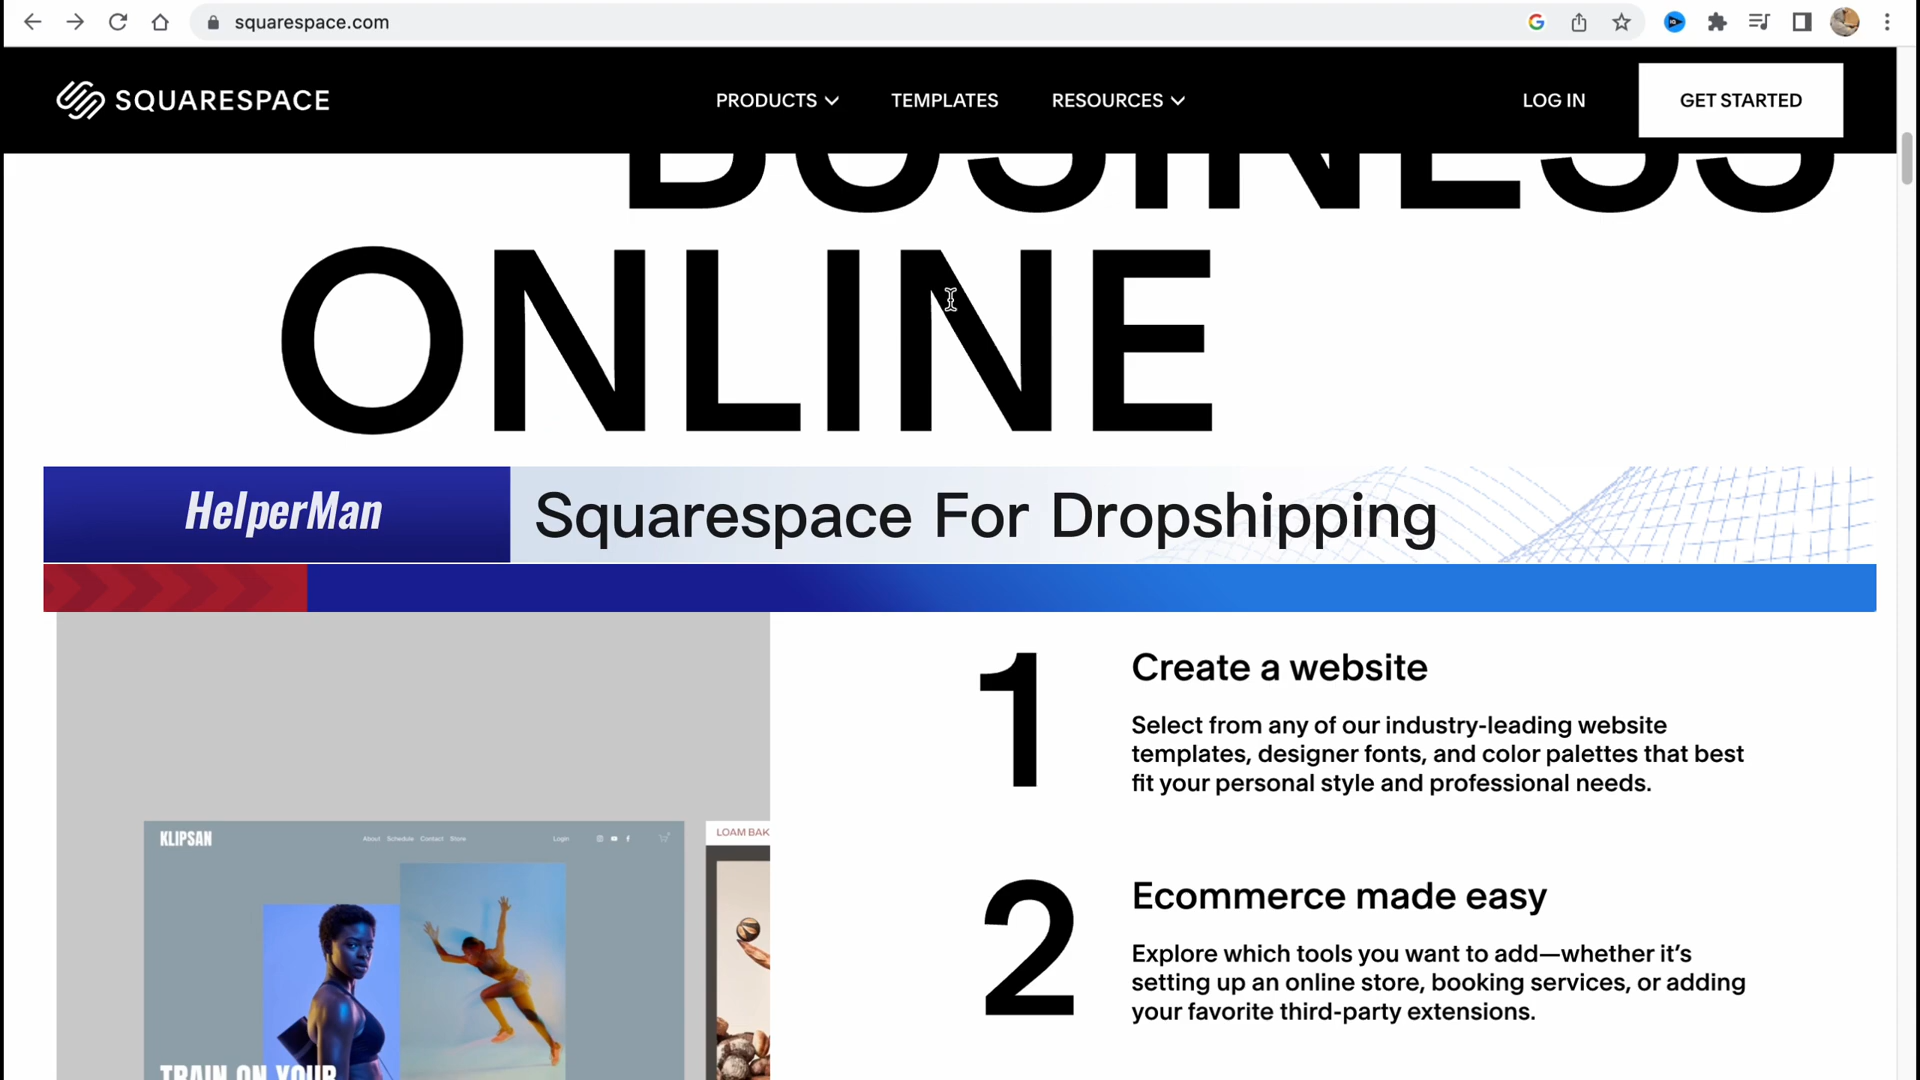 squarespace.com
SQUARESPACE
PRODUCTS
TEMPLATES
RESOURCES
LOG IN
GET STARTED
BUSINESS
ONLINE
HelperMan
Squarespace For Dropshipping
1
Create a website
Select from any of our industry-leading website
templates, designer fonts, and color palettes that best
fit your personal style and professional needs.
KLIPSAN
About Schedule Contact Store
Login
LOAM BAK
TRAIN ON YOUR
2
Ecommerce made easy
Explore which tools you want to add—whether it's
setting up an online store, booking services, or adding
your favorite third-party extensions.